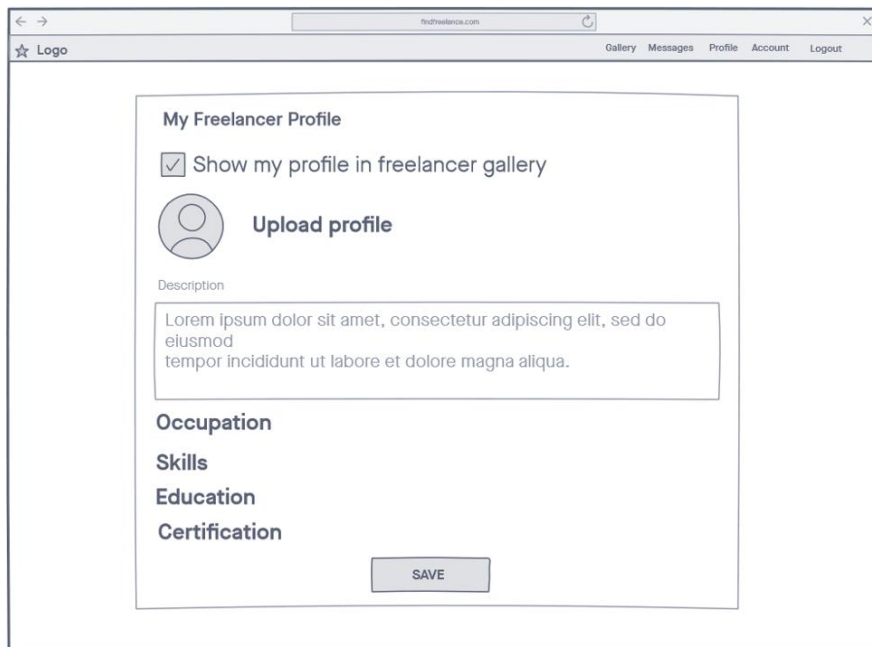 findfreelance.com
Logo
Gallery Messages Profile Account Logout
My Freelancer Profile
Show my profile in freelancer gallery
Upload profile
Description
Lorem ipsum dolor sit amet, consectetur adipiscing elit, sed do
eiusmod
tempor incididunt ut labore et dolore magna aliqua.
Occupation
Skills
Education
Certification
SAVE